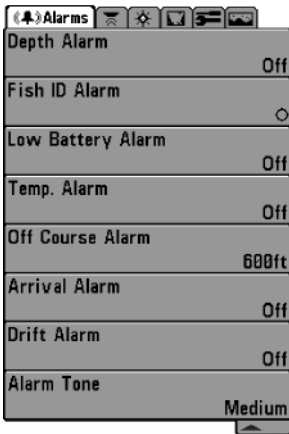 Alarms
Depth Alarm
Off
Fish ID Alarm
Low Battery Alarm
Off
Temp. Alarm
Off
Off Course Alarm
600ft
Arrival Alarm
Off
Drift Alarm
Off
Alarm Tone
Medium